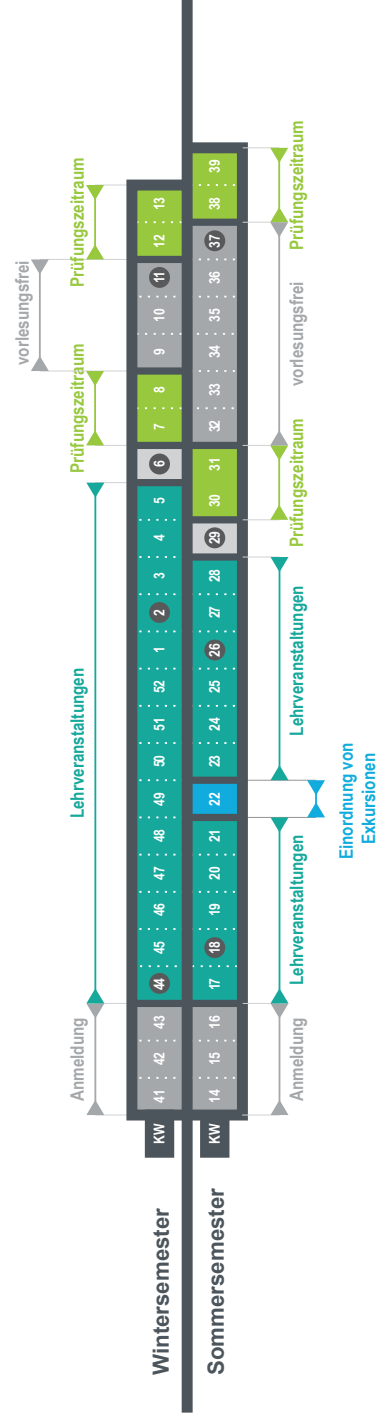 vorlesungsfrei
Prüfungszeitraum
Prüfungszeitraum
Lehrveranstaltungen
Anmeldung
Wintersemester
KW 41 42 43 44 45 46 47 48 49 50 51 52 1 2 3 4 5 6 7 8 9 10 11 12 13
Sommersemester
KW 14 15 16 17 18 19 20 21 22 23 24 25 26 27 28 29 30 31 32 33 34 35 36 37 38 39
Anmeldung
Lehrveranstaltungen
Lehrveranstaltungen
Prüfungszeitraum
vorlesungsfrei
Prüfungszeitraum
Einordnung von
Exkursionen